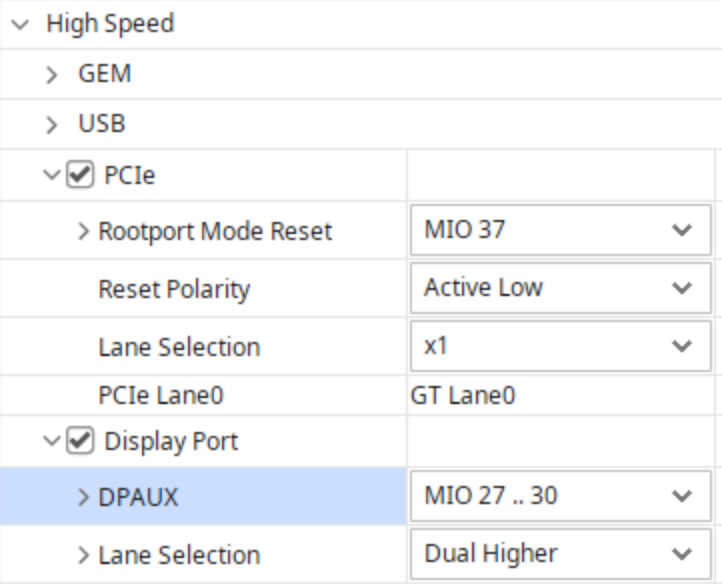 High Speed
GEM
USB
PCIe
Rootport Mode Reset MIO 37
Reset Polarity Active Low
Lane Selection x1
PCIe Lane0 GT Lane0
Display Port
DPAUX MIO 27 .. 30
Lane Selection Dual Higher